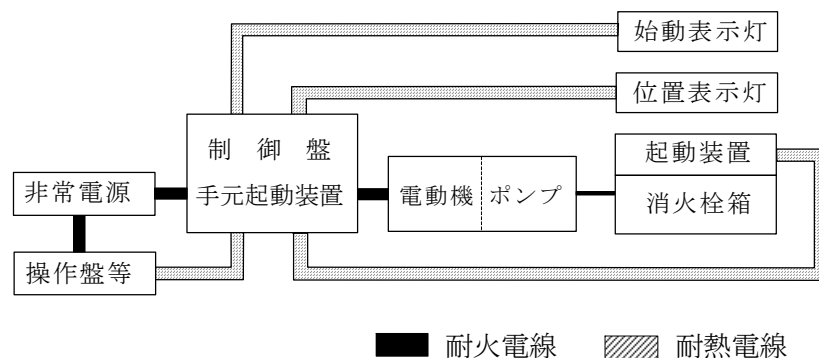 始動表示灯
位置表示灯
制御盤
手元起動装置
起動装置
消火栓箱
電動機
ポンプ
非常電源
操作盤等
耐火電線
耐熱電線